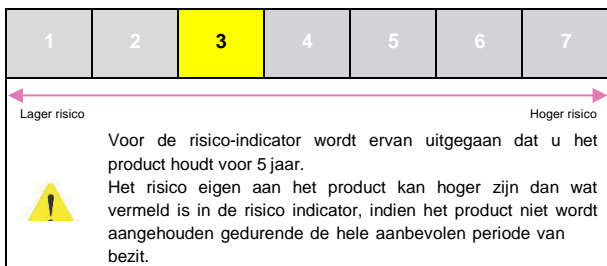 1 2 3 4 5 6 7
Lager risico Hoger risico
Voor de risico-indicator wordt ervan uitgegaan dat u het
product houdt voor 5 jaar.
Het risico eigen aan het product kan hoger zijn dan wat
vermeld is in de risico indicator, indien het product niet wordt
aangehouden gedurende de hele aanbevolen periode van
bezit.